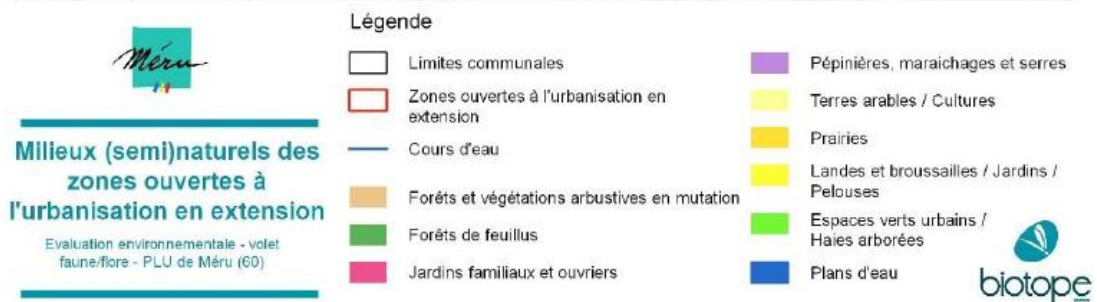 Méru
Milieux (semi)naturels des
zones ouvertes à
l'urbanisation en extension
Evaluation environnementale - volet
faune/flore - PLU de Méru (60)
Légende
Limites communales
Zones ouvertes à l'urbanisation en
extension
Cours d'eau
Forêts et végétations arbustives en mutation
Forêts de feuillus
Jardins familiaux et ouvriers
Pépinières, maraichages et serres
Terres arables / Cultures
Prairies
Landes et broussailles / Jardins /
Pelouses
Espaces verts urbains /
Haies arborées
Plans d'eau
biotope